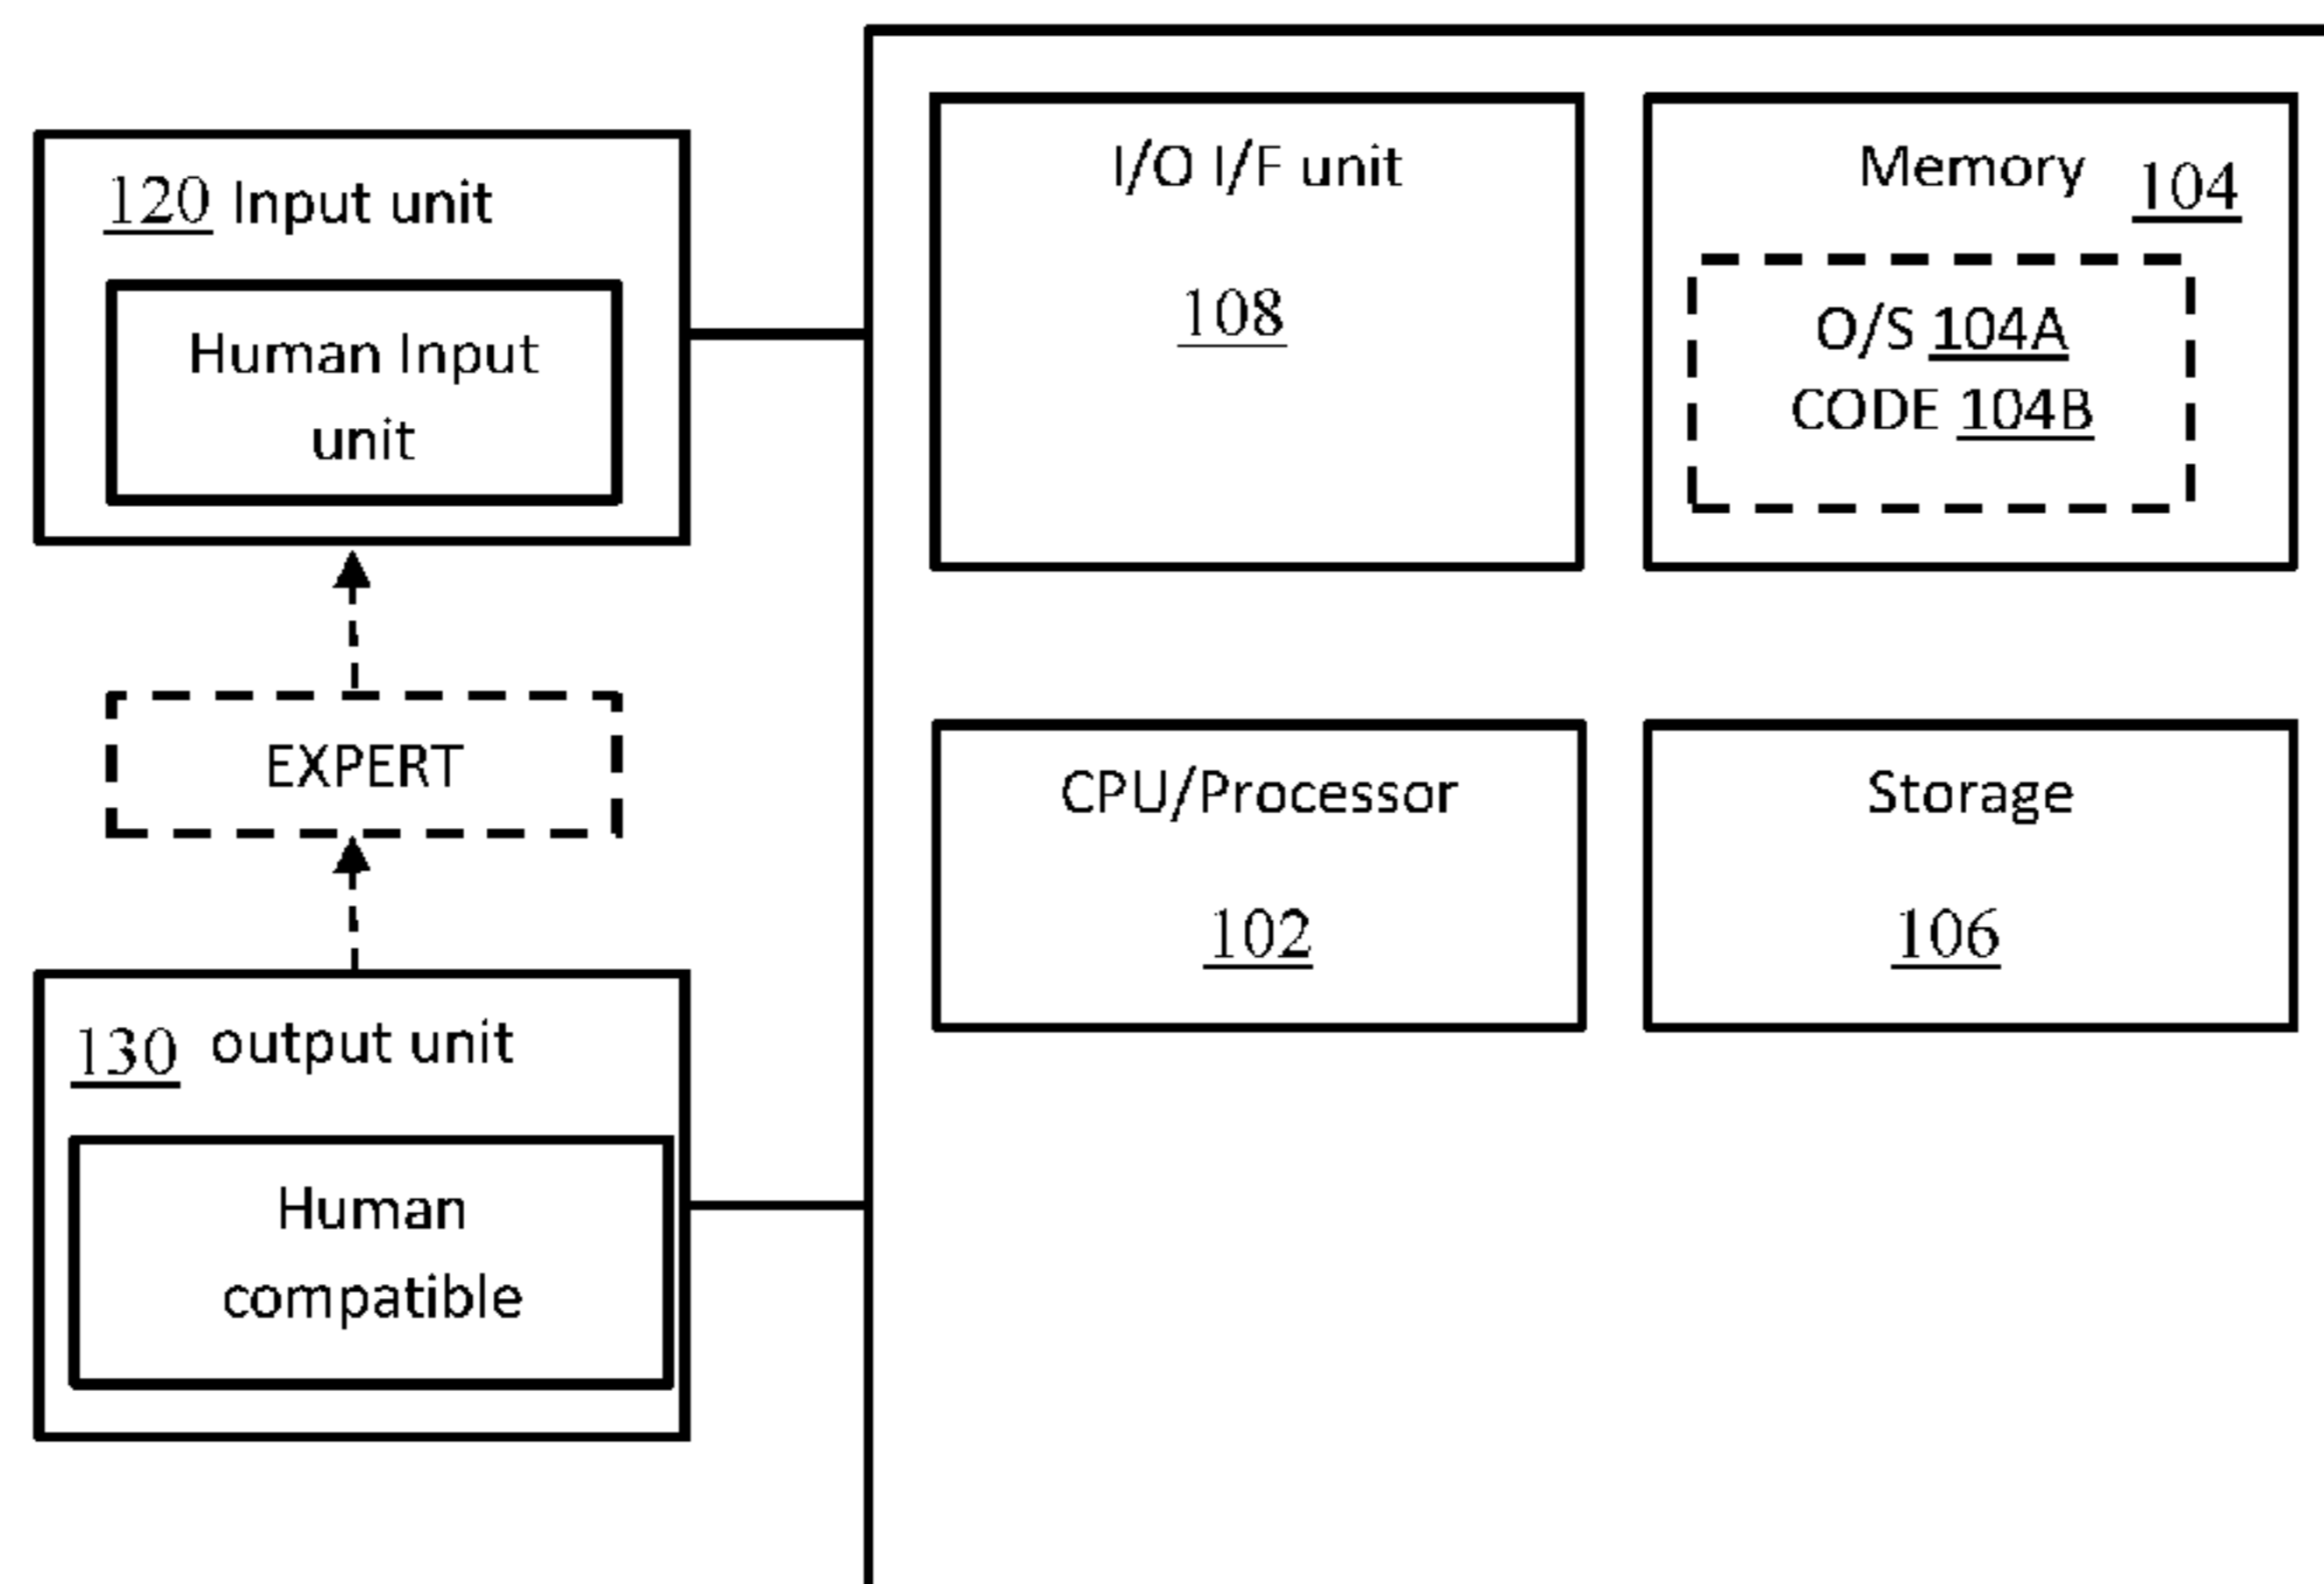 120 Input unit
Human Input
unit
EXPERT
130 output unit
Human
compatible
I/O I/F unit
108
Memory 104
O/S 104A
CODE 104B
CPU/Processor
102
Storage
106